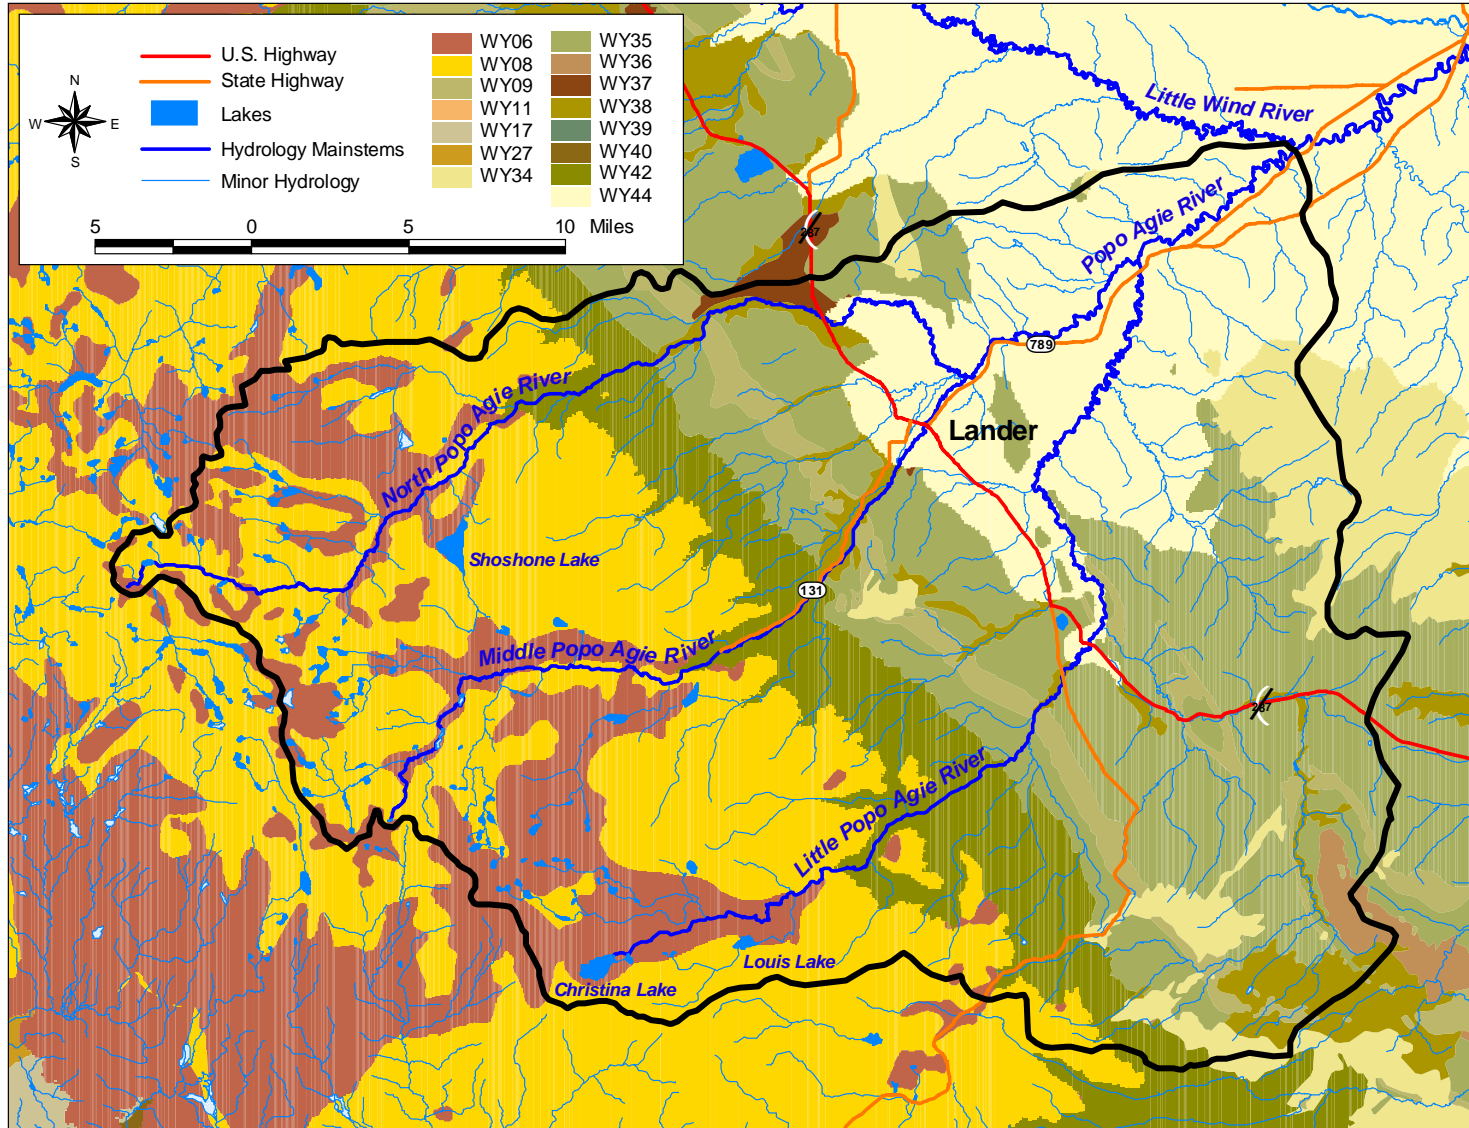 N
W E
S
U.S. Highway
State Highway
Lakes
Hydrology Mainstems
Minor Hydrology
WY06
WY08
WY09
WY11
WY17
WY27
WY34
WY35
WY36
WY37
WY38
WY39
WY40
WY42
WY44
5 0 5 10 Miles
Little Wind River
287
Popo Agie River
789
North Popo Agie River
Lander
Shoshone Lake
131
Middle Popo Agie River
287
Little Popo Agie River
Louis Lake
Christina Lake